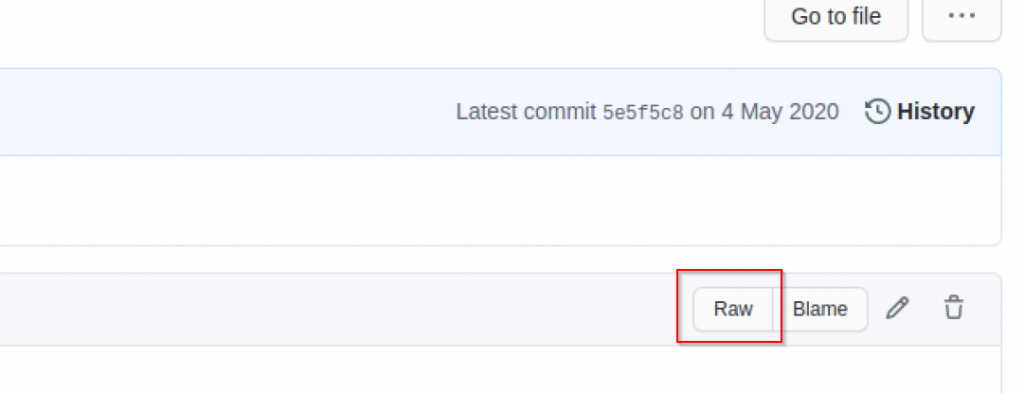 Go to file ...
Latest commit 5e5f5c8 on 4 May 2020 History
Raw Blame